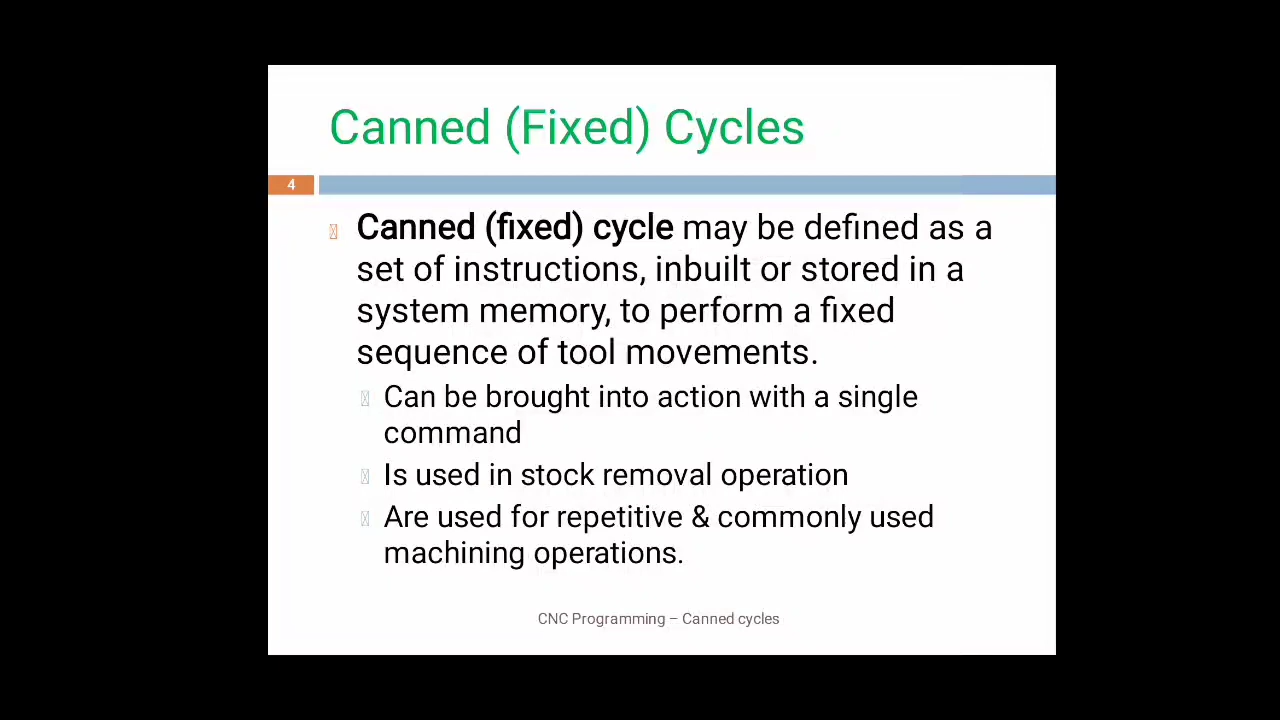 Canned (Fixed) Cycles
4
Canned (fixed) cycle may be defined as a
set of instructions, inbuilt or stored in a
system memory, to perform a fixed
sequence of tool movements.
Can be brought into action with a single
command
Is used in stock removal operation
Are used for repetitive & commonly used
machining operations.
CNC Programming – Canned cycles